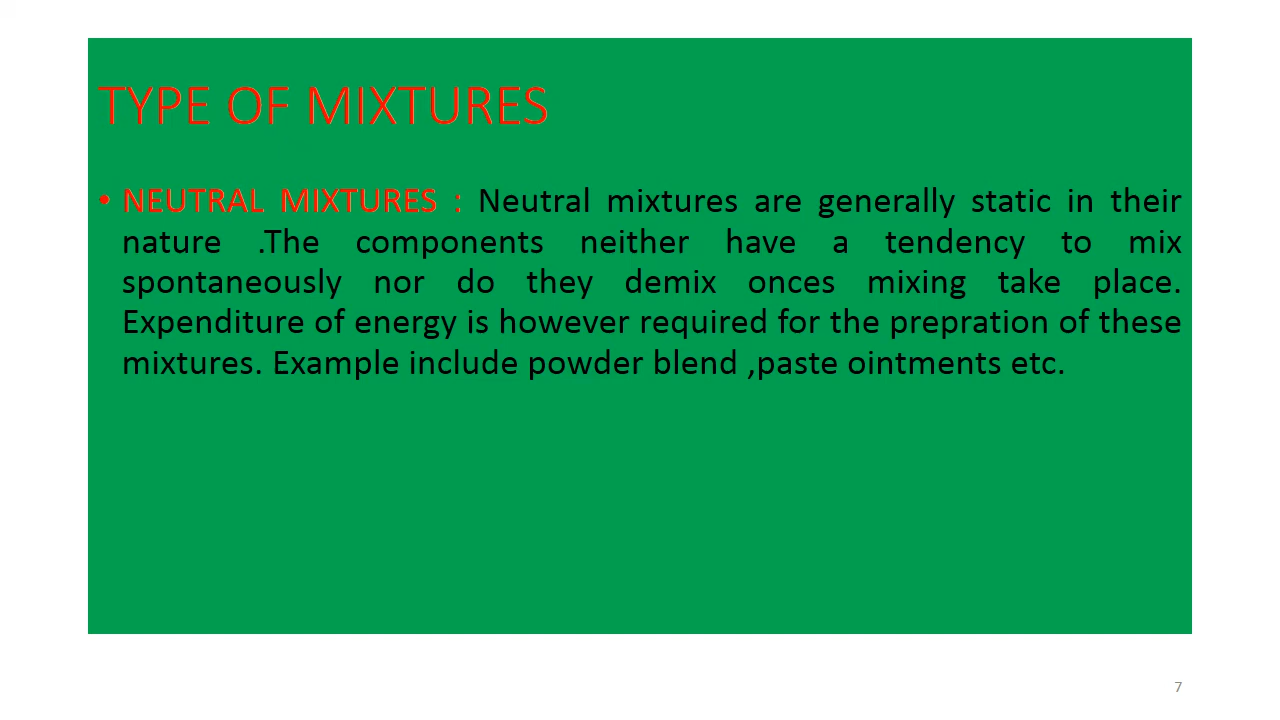 TYPE OF MIXTURES
• NEUTRAL MIXTURES : Neutral mixtures are generally static in their
nature .The components neither have a tendency to mix
spontaneously nor do they demix onces mixing take place.
Expenditure of energy is however required for the prepration of these
mixtures. Example include powder blend ,paste ointments etc.
7